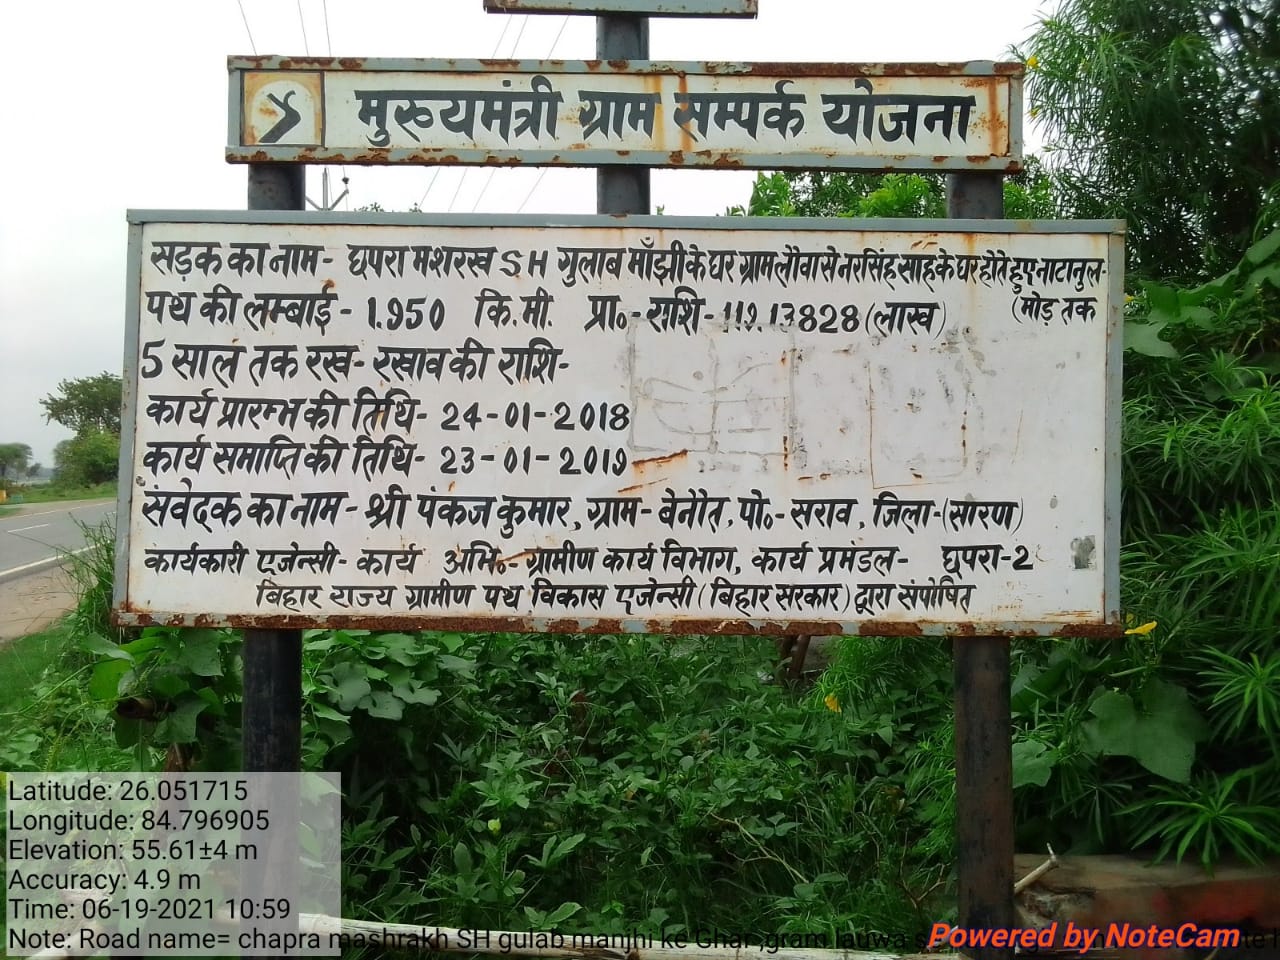 मुख्यमंत्री ग्राम सम्पर्क योजना
सड़क का नाम- छपरा मशरख SH गुलाब माँझी के घर ग्राम लौवा से नरसिंह साह के घर होते हुए नाटा नुल-
पथ की लम्बाई- 1.950 कि.मी. प्रा०-राशि-119.13828 (लाख) (मोड़ तक
5 साल तक रख-रखाव की राशि-
कार्य प्रारम्भ की तिथि- 24-01-2018
कार्य समाप्ति की तिथि- 23-01-2019
संवेदक का नाम- श्री पंकज कुमार, ग्राम- बेनौत, पो०- सराव, जिला-(सारण)
कार्यकारी एजेन्सी- कार्य अभि०- ग्रामीण कार्य विभाग, कार्य प्रमंडल- छपरा-2
बिहार राज्य ग्रामीण पथ विकास एजेन्सी (बिहार सरकार) द्वारा संपोषित
Latitude: 26.051715
Longitude: 84.796905
Elevation: 55.61±4 m
Accuracy: 4.9 m
Time: 06-19-2021 10:59
Note: Road name= chapra mashrakh SH gulab manjhi ke Ghar ,gram lauwa
Powered by NoteCam